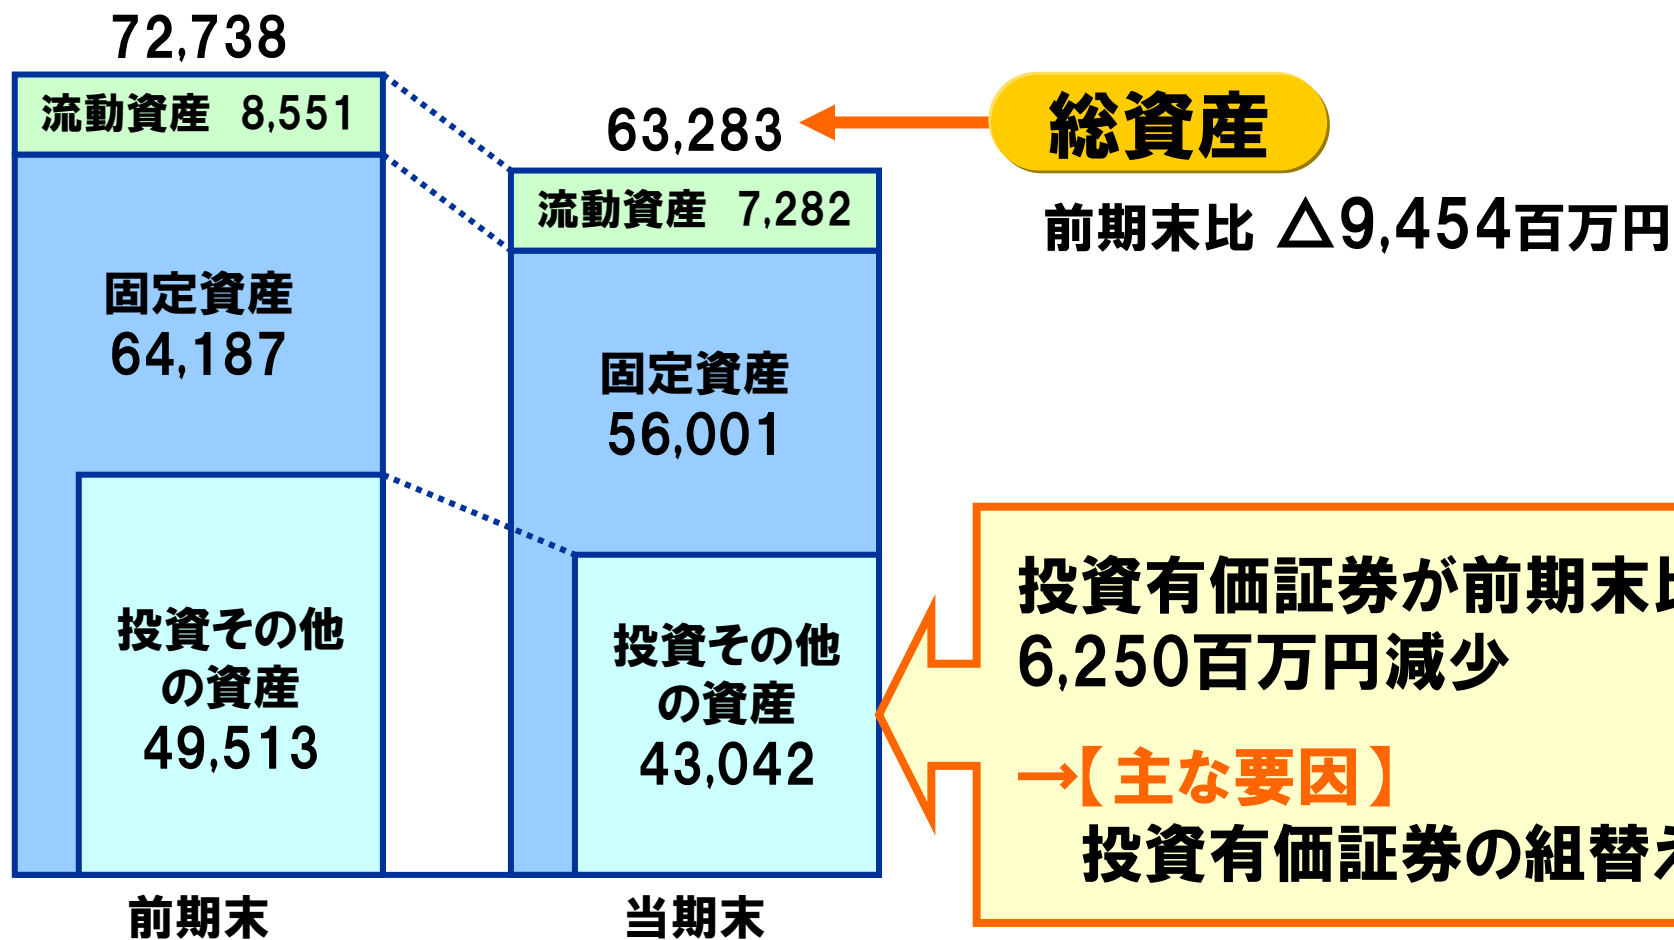 72,738
流動資産 8,551
固定資産
64,187
投資その他
の資産
49,513
前期末
63,283
流動資産 7,282
固定資産
56,001
投資その他
の資産
43,042
当期末
総資産
前期末比 △9,454百万円
投資有価証券が前期末比
6,250百万円減少
→【主な要因】
投資有価証券の組替え